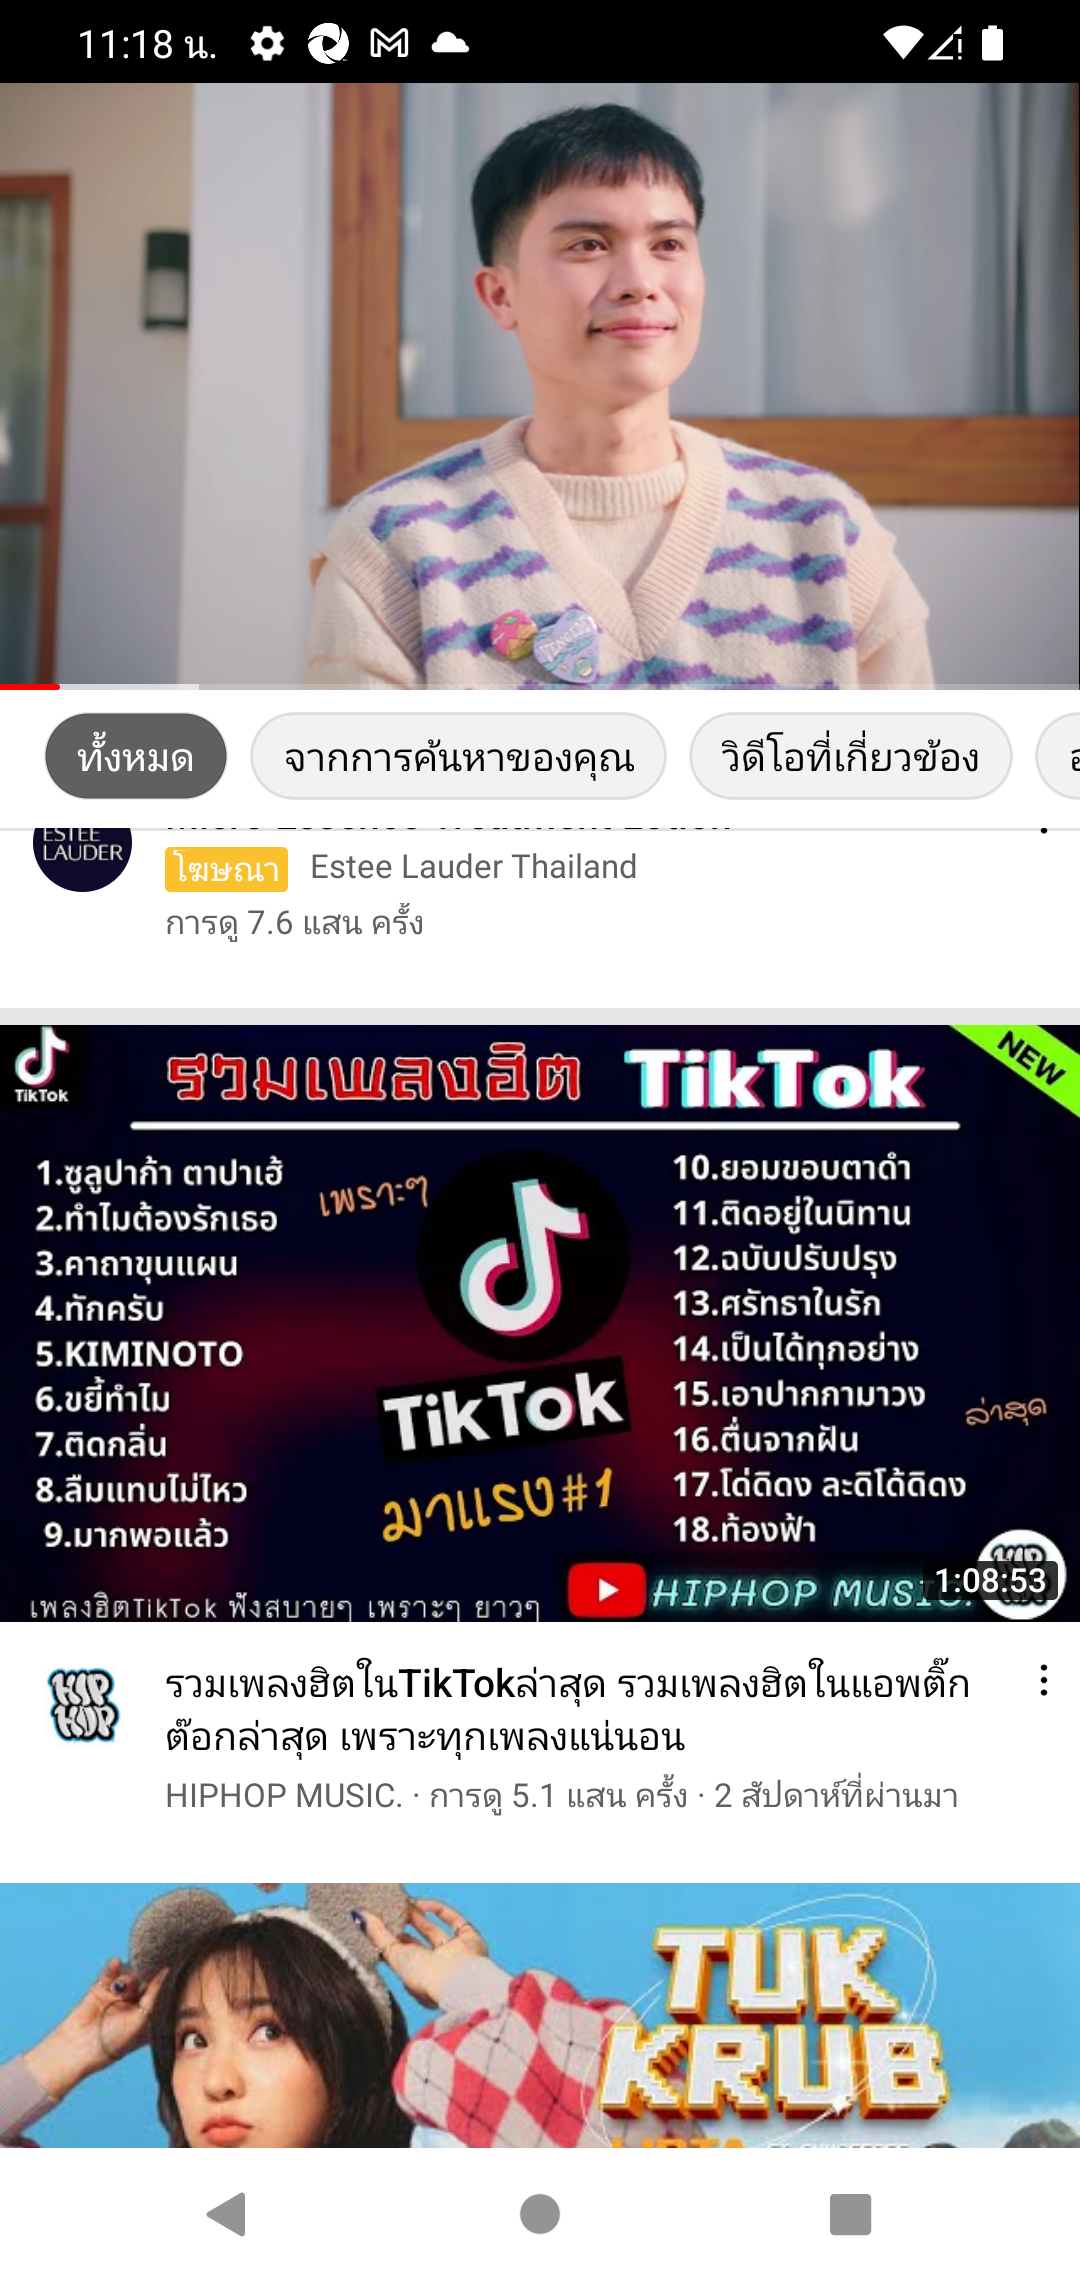 11:18 น.
ทั้งหมด
จากการค้นหาของคุณ
วิดีโอที่เกี่ยวข้อง
ESTEE
LAUDER
โฆษณา Estee Lauder Thailand
การดู 7.6 แสน ครั้ง
TikTok
รวมเพลงฮิต TikTok
NEW
1.ซูลูปาก้า ตาปาเฮ้
2.ทำไมต้องรักเธอ
3.คาถาขุนแผน
4.ทักครับ
5.KIMINOTO
6.ขยี้ทำไม
7.ติดกลิ่น
8.ลืมแทบไม่ไหว
9.มากพอแล้ว
เพราะๆ
TikTok
มาแรง#1
10.ยอมขอบตาดำ
11.ติดอยู่ในนิทาน
12.ฉบับปรับปรุง
13.ศรัทธาในรัก
14.เป็นได้ทุกอย่าง
15.เอาปากกามาวง
16.ตื่นจากฝัน
17.โด่ดิดง ละดิโด้ดิดง
18.ท้องฟ้า
ล่าสุด
เพลงฮิตTikTok ฟังสบายๆ เพราะๆ ยาวๆ
HIPHOP MUSIC.
1:08:53
HIP
HOP
รวมเพลงฮิตในTikTokล่าสุด รวมเพลงฮิตในแอพติ๊ก
ต๊อกล่าสุด เพราะทุกเพลงแน่นอน
HIPHOP MUSIC. · การดู 5.1 แสน ครั้ง · 2 สัปดาห์ที่ผ่านมา
TUK
KRUB